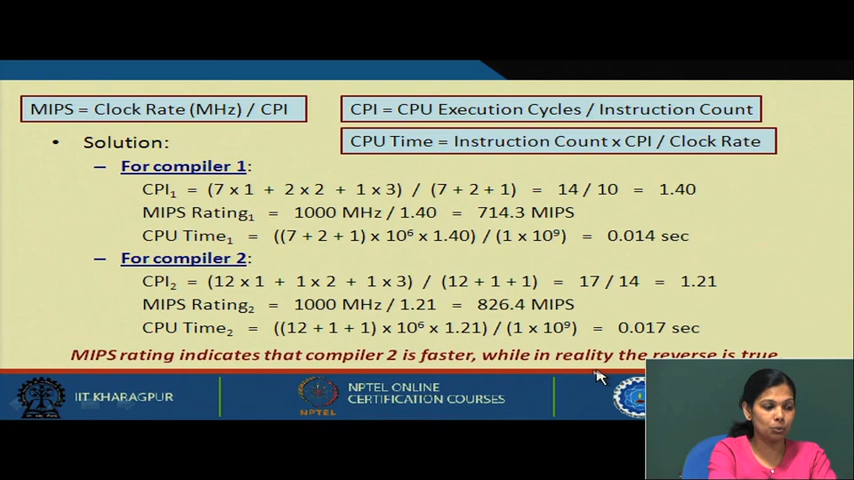 MIPS = Clock Rate (MHz) / CPI
CPI = CPU Execution Cycles / Instruction Count
CPU Time = Instruction Count x CPI / Clock Rate
• Solution:
– For compiler 1:
CPI₁ = (7 x 1 + 2 x 2 + 1 x 3) / (7 + 2 + 1) = 14 / 10 = 1.40
MIPS Rating₁ = 1000 MHz / 1.40 = 714.3 MIPS
CPU Time₁ = ((7 + 2 + 1) x 10⁶ x 1.40) / (1 x 10⁹) = 0.014 sec
– For compiler 2:
CPI₂ = (12 x 1 + 1 x 2 + 1 x 3) / (12 + 1 + 1) = 17 / 14 = 1.21
MIPS Rating₂ = 1000 MHz / 1.21 = 826.4 MIPS
CPU Time₂ = ((12 + 1 + 1) x 10⁶ x 1.21) / (1 x 10⁹) = 0.017 sec
MIPS rating indicates that compiler 2 is faster, while in reality the reverse is true
IIT KHARAGPUR
NPTEL
NPTEL ONLINE
CERTIFICATION COURSES